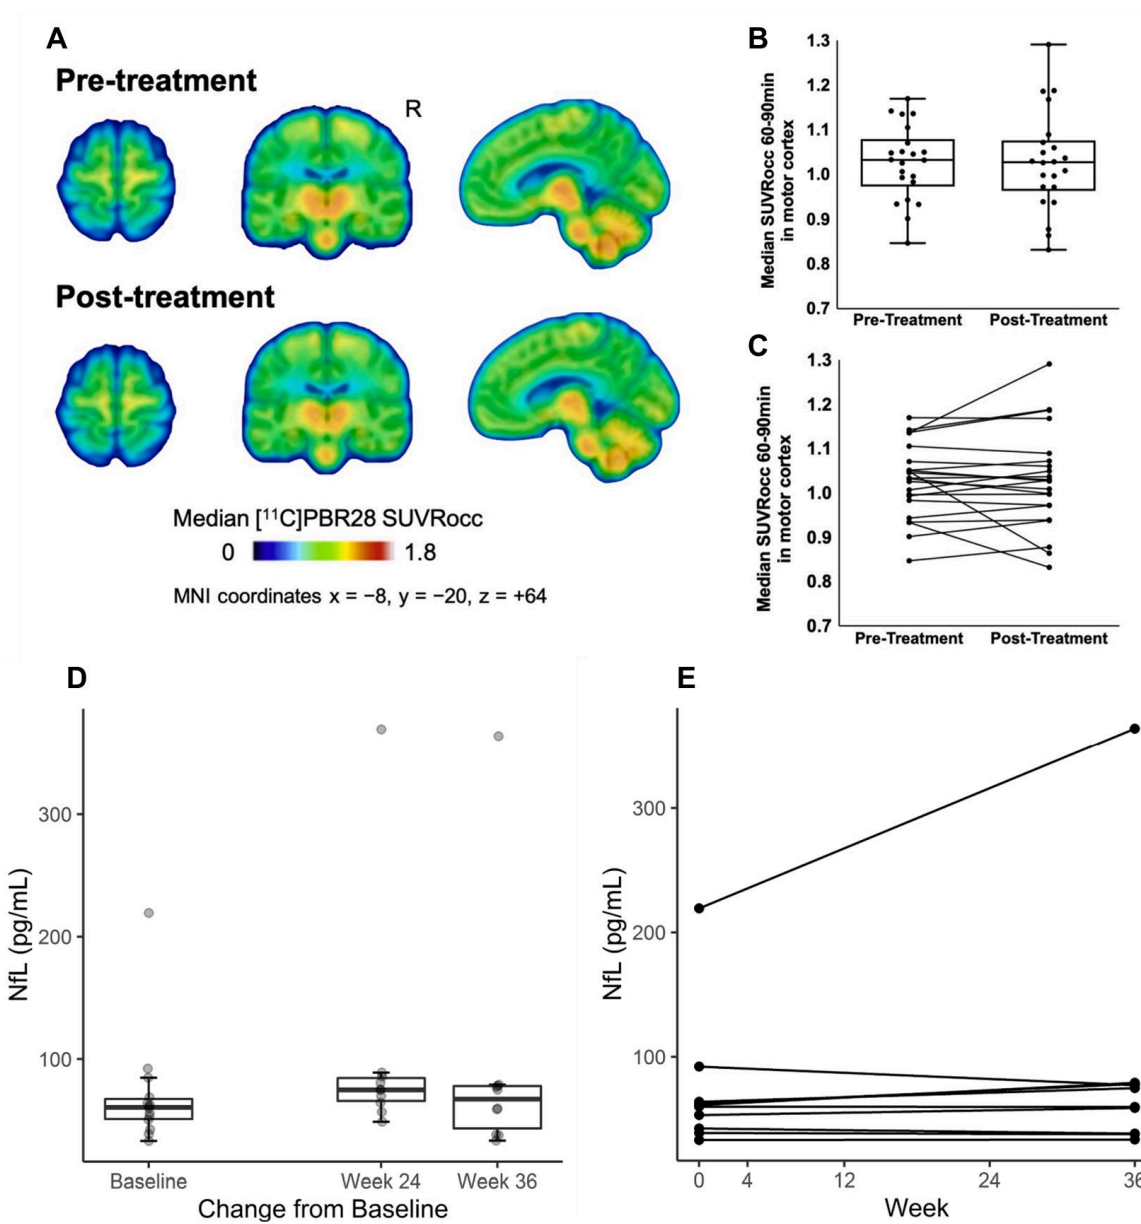 A
Pre-treatment
R
Post-treatment
Median [¹¹C]PBR28 SUVRocc
0 1.8
MNI coordinates x = −8, y = −20, z = +64
B
Median SUVRocc 60-90min
in motor cortex
1.3
1.2
1.1
1.0
0.9
0.8
0.7
Pre-Treatment Post-Treatment
C
Median SUVRocc 60-90min
in motor cortex
1.3
1.2
1.1
1.0
0.9
0.8
0.7
Pre-Treatment Post-Treatment
D
NfL (pg/mL)
300
200
100
Baseline Week 24 Week 36
Change from Baseline
E
NfL (pg/mL)
300
200
100
0 4 12 24 36
Week